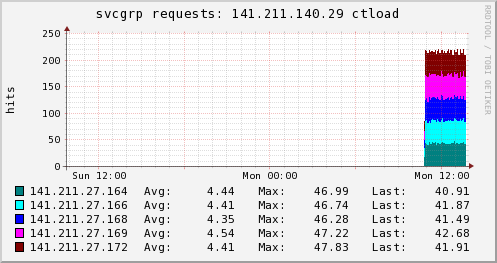 svcgrp requests: 141.211.140.29 ctload
RRDTOOL / TOBI OETIKER
hits
250
200
150
100
50
0
Sun 12:00 Mon 00:00 Mon 12:00
141.211.27.164 Avg: 4.44 Max: 46.99 Last: 40.91
141.211.27.166 Avg: 4.41 Max: 46.74 Last: 41.87
141.211.27.168 Avg: 4.35 Max: 46.28 Last: 41.49
141.211.27.169 Avg: 4.54 Max: 47.22 Last: 42.68
141.211.27.172 Avg: 4.41 Max: 47.83 Last: 41.91